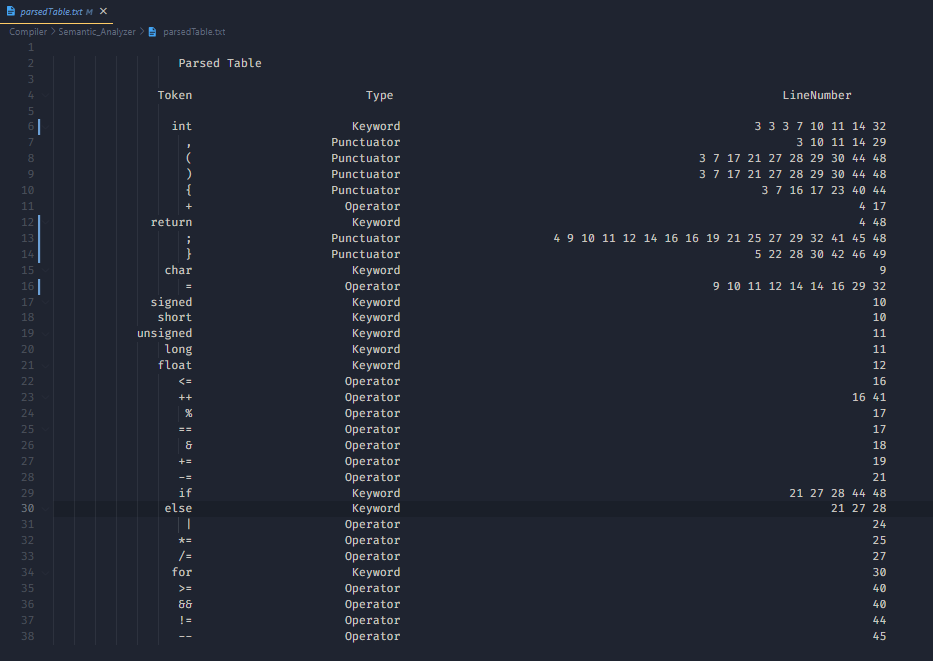 parsedTable.txt M ×
Compiler > Semantic_Analyzer > parsedTable.txt
1
2 Parsed Table
3
4 Token Type LineNumber
5
6 int Keyword 3 3 3 7 10 11 14 32
7 , Punctuator 3 10 11 14 29
8 ( Punctuator 3 7 17 21 27 28 29 30 44 48
9 ) Punctuator 3 7 17 21 27 28 29 30 44 48
10 { Punctuator 3 7 16 17 23 40 44
11 + Operator 4 17
12 return Keyword 4 48
13 ; Punctuator 4 9 10 11 12 14 16 16 19 21 25 27 29 32 41 45 48
14 } Punctuator 5 22 28 30 42 46 49
15 char Keyword 9
16 = Operator 9 10 11 12 14 14 16 29 32
17 signed Keyword 10
18 short Keyword 10
19 unsigned Keyword 11
20 long Keyword 11
21 float Keyword 12
22 <= Operator 16
23 ++ Operator 16 41
24 % Operator 17
25 == Operator 17
26 & Operator 18
27 += Operator 19
28 -= Operator 21
29 if Keyword 21 27 28 44 48
30 else Keyword 21 27 28
31 | Operator 24
32 *= Operator 25
33 /= Operator 27
34 for Keyword 30
35 >= Operator 40
36 && Operator 40
37 != Operator 44
38 -- Operator 45